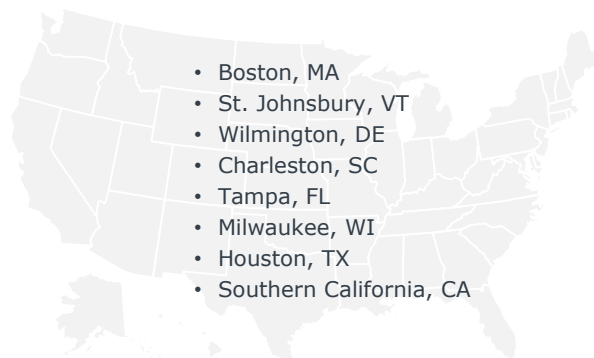 • Boston, MA
• St. Johnsbury, VT
• Wilmington, DE
• Charleston, SC
• Tampa, FL
• Milwaukee, WI
• Houston, TX
• Southern California, CA